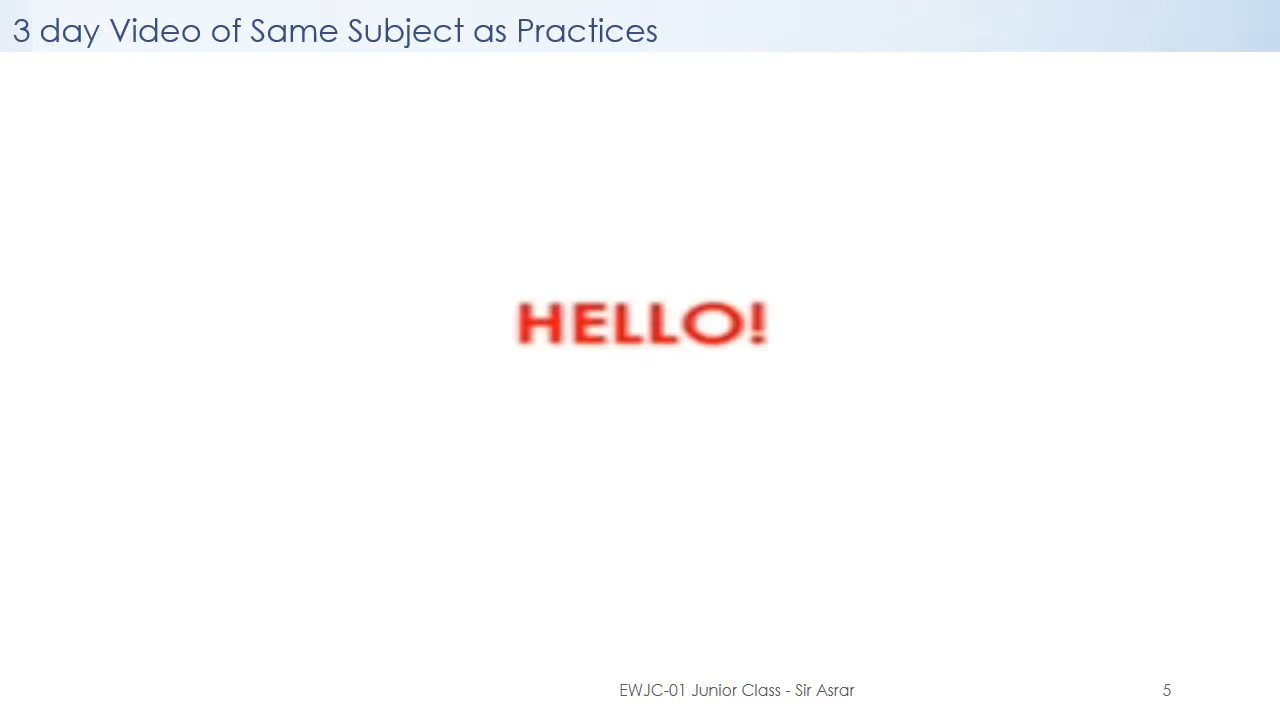 3 day Video of Same Subject as Practices
HELLO!
EWJC-01 Junior Class - Sir Asrar
5